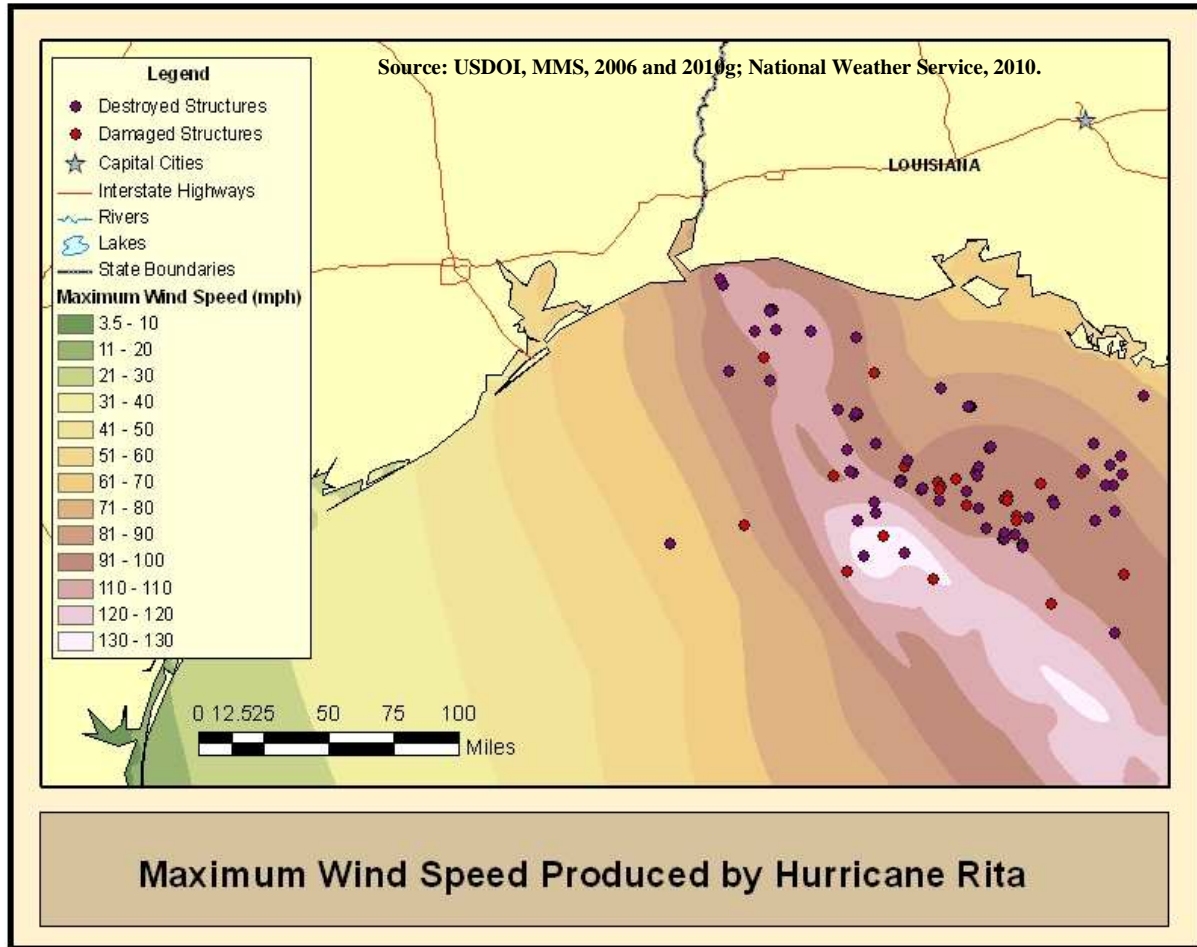 Source: USDOI, MMS, 2006 and 2010g; National Weather Service, 2010.
Legend
Destroyed Structures
Damaged Structures
Capital Cities
Interstate Highways
Rivers
Lakes
State Boundaries
Maximum Wind Speed (mph)
3.5 - 10
11 - 20
21 - 30
31 - 40
41 - 50
51 - 60
61 - 70
71 - 80
81 - 90
91 - 100
110 - 110
120 - 120
130 - 130
LOUISIANA
0 12.525 50 75 100
Miles
Maximum Wind Speed Produced by Hurricane Rita